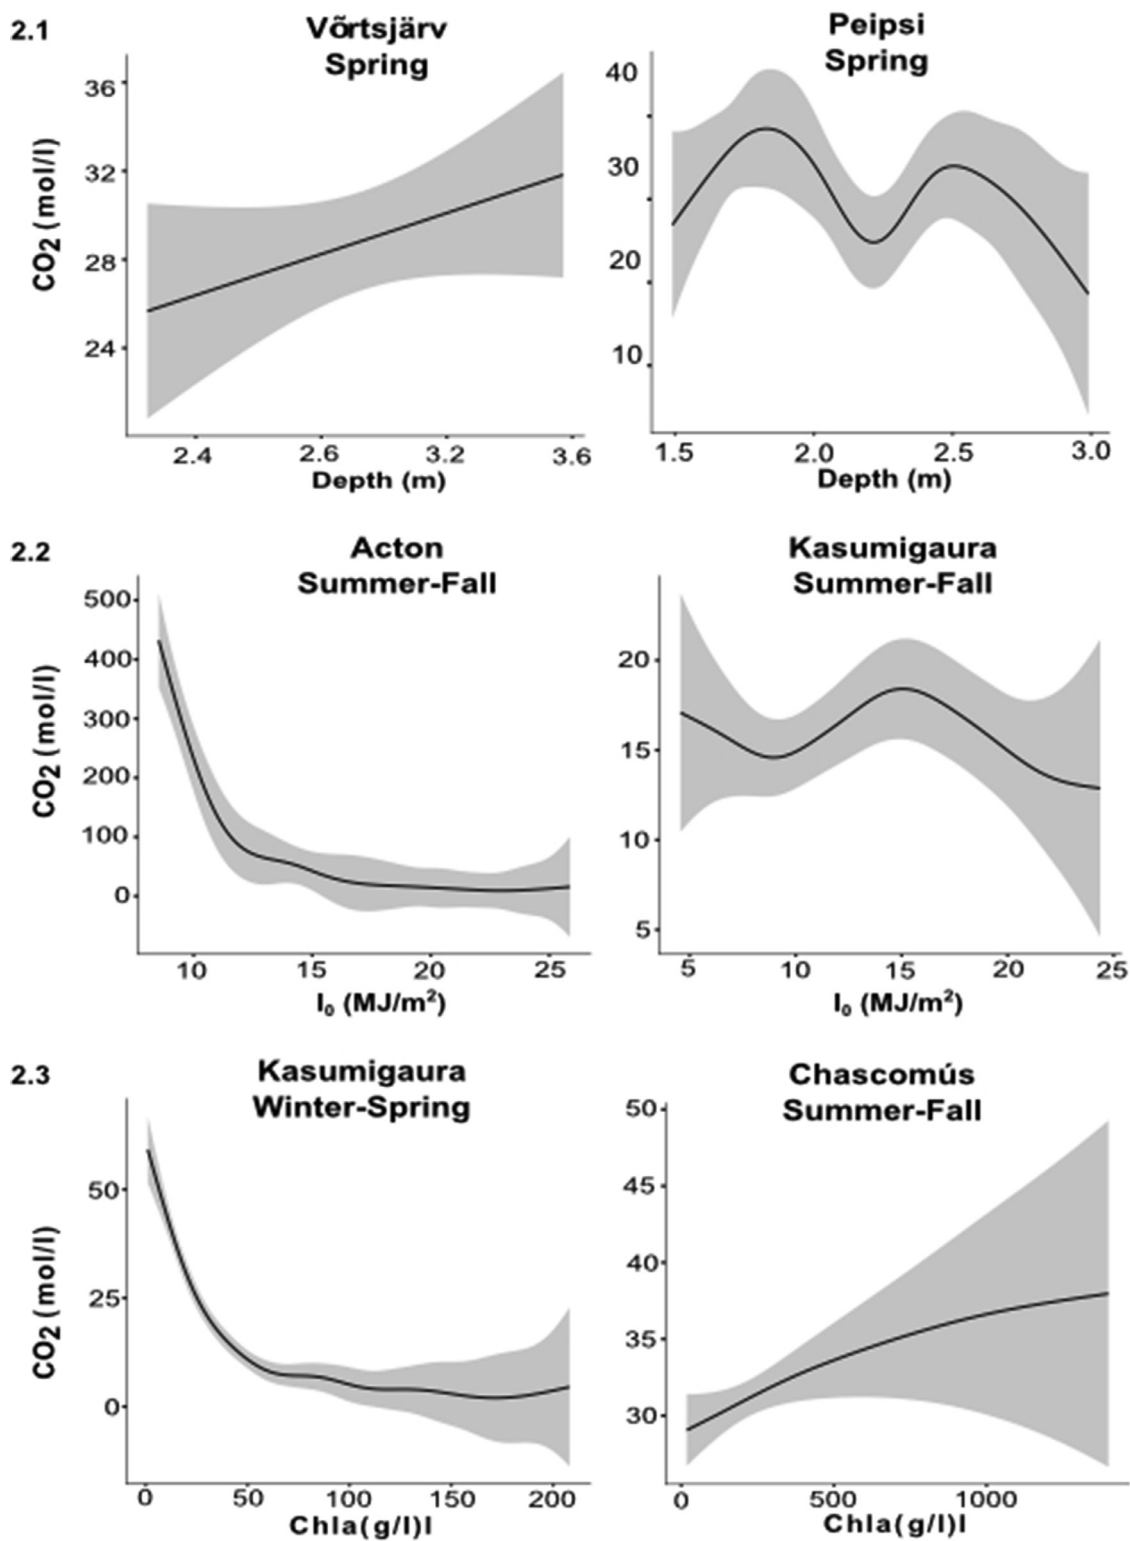 2.1
Võrtsjärv
Spring
CO2 (mol/l)
36
32
28
24
2.4 2.6 3.2 3.6
Depth (m)
Peipsi
Spring
40
30
20
10
1.5 2.0 2.5 3.0
Depth (m)
2.2
Acton
Summer-Fall
CO2 (mol/l)
500
400
300
200
100
0
10 15 20 25
I₀ (MJ/m²)
Kasumigaura
Summer-Fall
20
15
10
5
5 10 15 20 25
I₀ (MJ/m²)
2.3
Kasumigaura
Winter-Spring
CO2 (mol/l)
50
25
0
0 50 100 150 200
Chla(g/l)l
Chascomús
Summer-Fall
50
45
40
35
30
0 500 1000
Chla(g/l)l